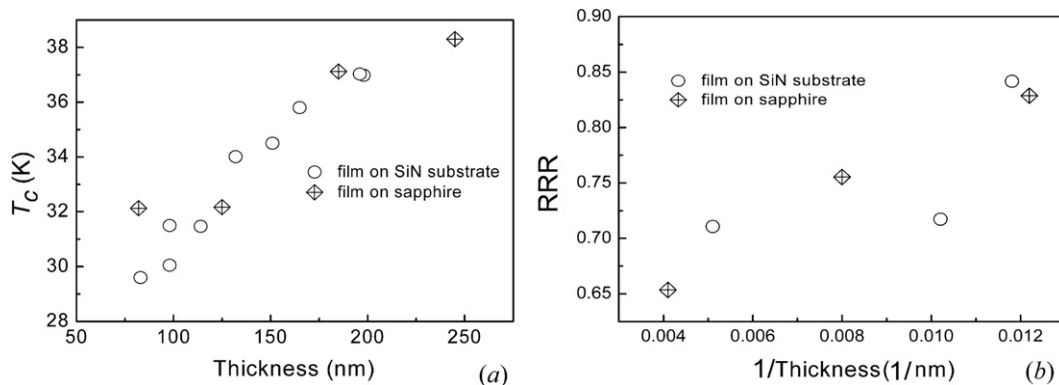 38
36
34
32
30
28
T_c (K)
film on SiN substrate
film on sapphire
50
100
150
200
250
Thickness (nm)
(a)
0.90
0.85
0.80
0.75
0.70
0.65
RRR
film on SiN substrate
film on sapphire
0.004
0.006
0.008
0.010
0.012
1/Thickness(1/nm)
(b)